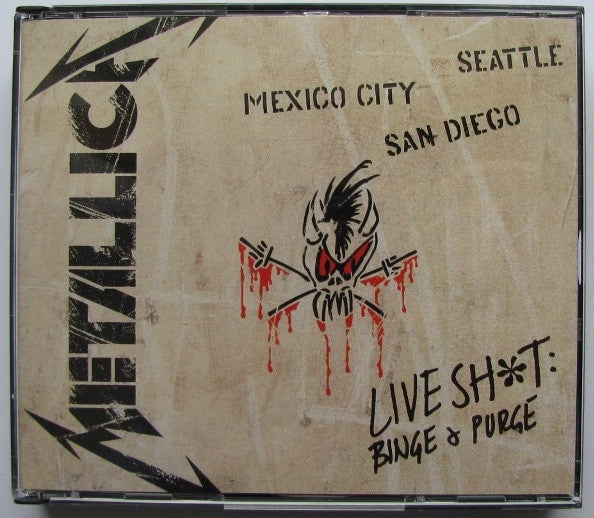 METALLICA
SEATTLE
MEXICO CITY
SAN DIEGO
LIVE SH*T:
BINGE & PURGE